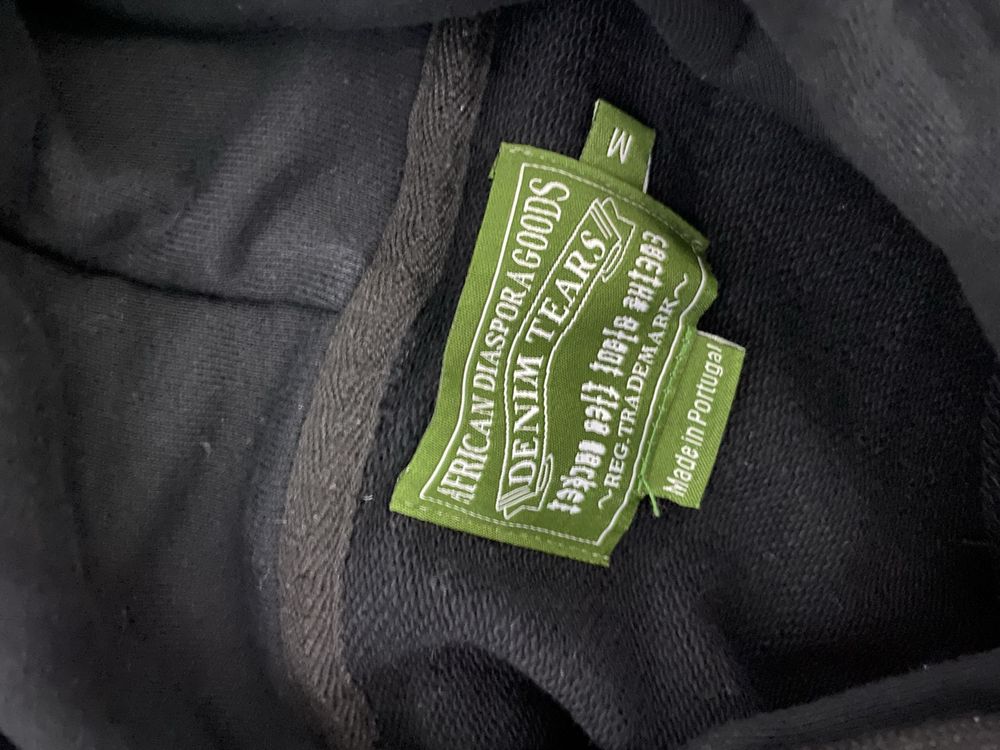 AFRICAN DIASPORA GOODS
DENIM TEARS
~REG. TRADEMARK~
M
Made in Portugal